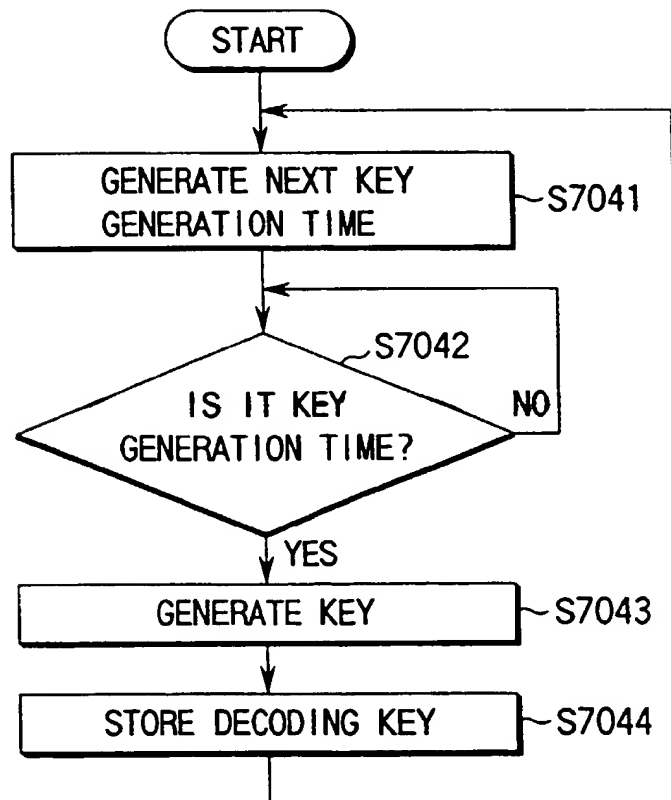 START
GENERATE NEXT KEY
GENERATION TIME
S7041
S7042
IS IT KEY
GENERATION TIME?
NO
YES
GENERATE KEY
S7043
STORE DECODING KEY
S7044